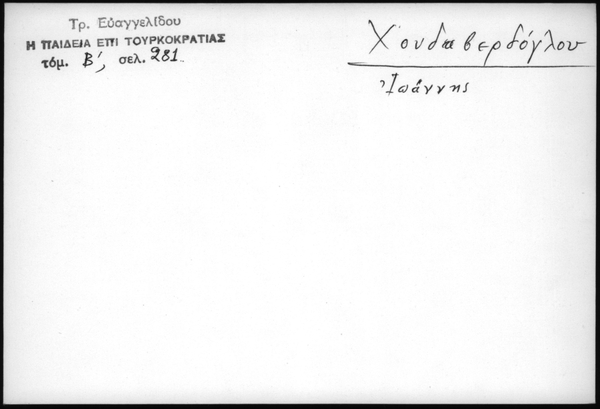 Τρ. Εὐαγγελίδου
Η ΠΑΙΔΕΙΑ ΕΠΙ ΤΟΥΡΚΟΚΡΑΤΙΑΣ
τόμ. Β', σελ. 281
Χουδαβερδόγλου
Ἰωάννης